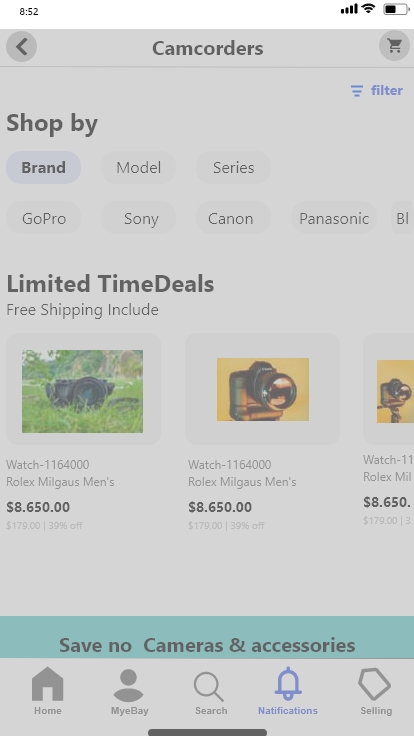 8:52
Camcorders
filter
Shop by
Brand Model Series
GoPro Sony Canon Panasonic Bl
Limited TimeDeals
Free Shipping Include
Watch-1164000 Watch-1164000 Watch-11
Rolex Milgaus Men's Rolex Milgaus Men's Rolex Mil
$8.650.00 $8.650.00 $8.650.
$179.00 | 39% off $179.00 | 39% off $179.00 | 3
Save no Cameras & accessories
Home MyeBay Search Natifications Selling